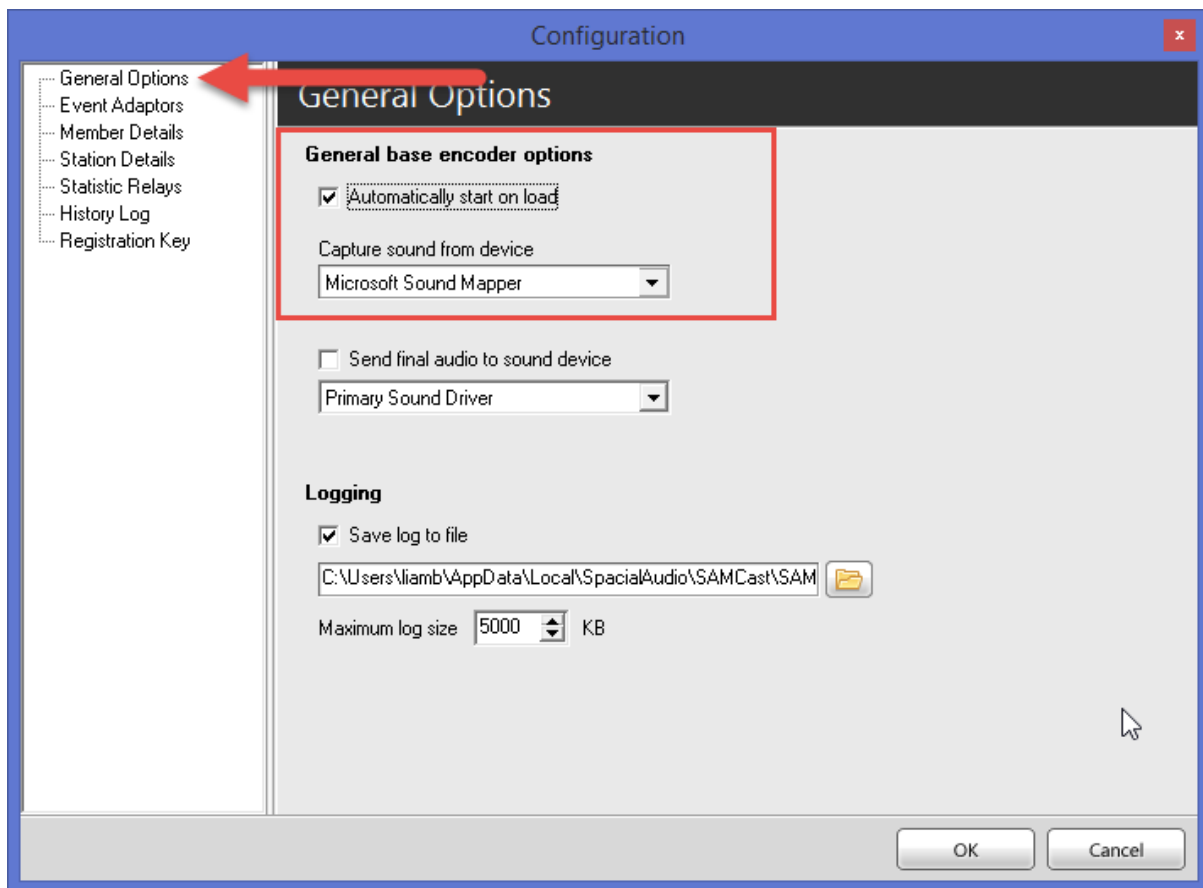 Configuration
x
General Options
Event Adaptors
Member Details
Station Details
Statistic Relays
History Log
Registration Key
General Options
General base encoder options
Automatically start on load
Capture sound from device
Microsoft Sound Mapper
Send final audio to sound device
Primary Sound Driver
Logging
Save log to file
C:\Users\liamb\AppData\Local\SpacialAudio\SAMCast\SAM
Maximum log size 5000 KB
OK Cancel